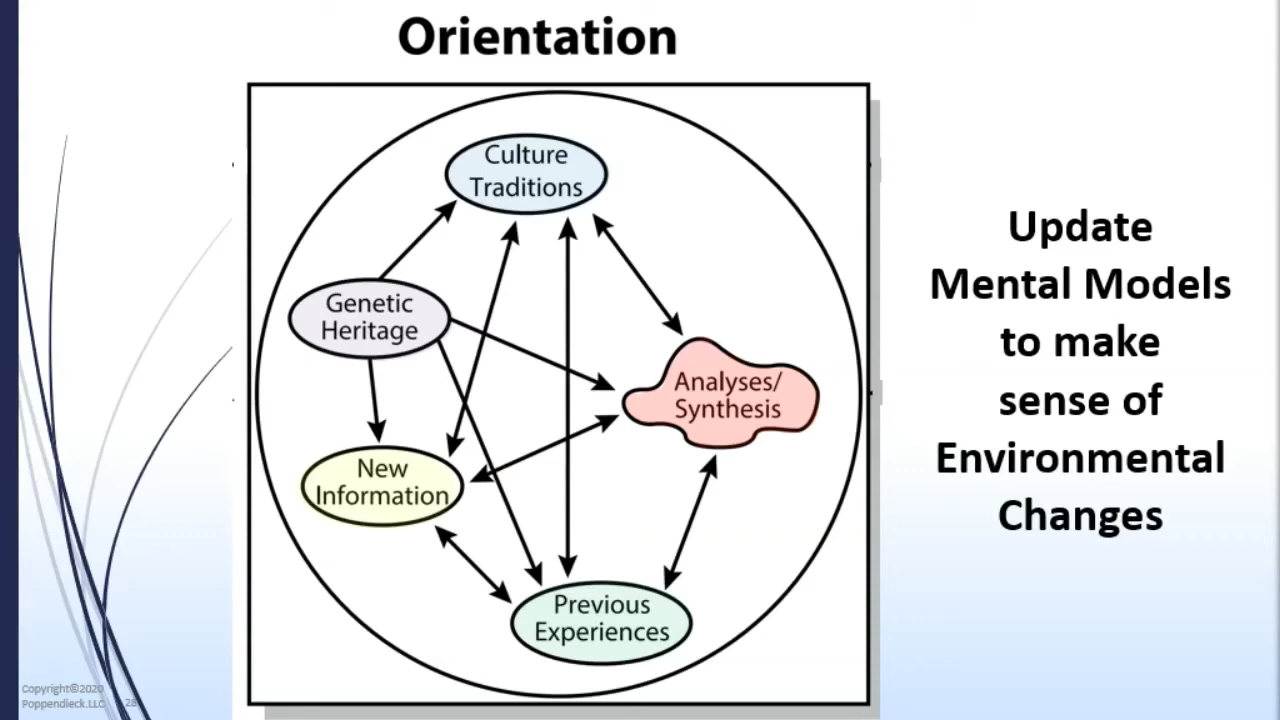 Orientation
Culture
Traditions
Genetic
Heritage
Analyses/
Synthesis
New
Information
Previous
Experiences
Update
Mental Models
to make
sense of
Environmental
Changes
Copyright©2020
Poppendieck.LLC
28